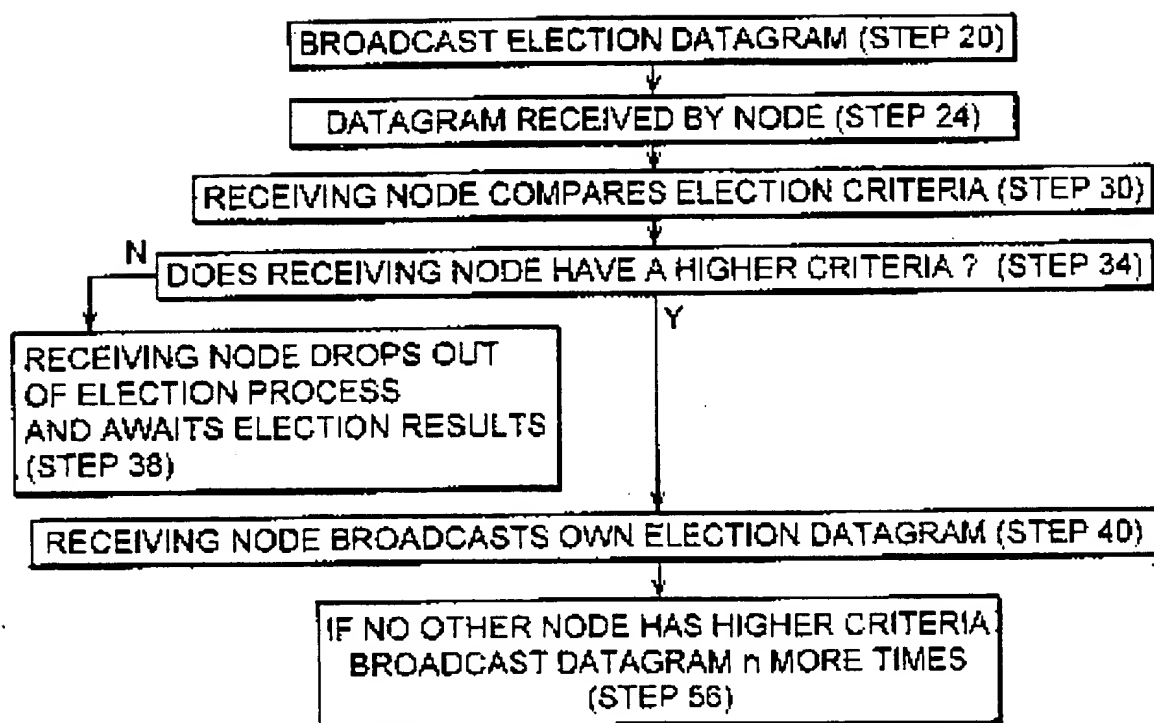 BROADCAST ELECTION DATAGRAM (STEP 20)
DATAGRAM RECEIVED BY NODE (STEP 24)
RECEIVING NODE COMPARES ELECTION CRITERIA (STEP 30)
N
DOES RECEIVING NODE HAVE A HIGHER CRITERIA ? (STEP 34)
Y
RECEIVING NODE DROPS OUT
OF ELECTION PROCESS
AND AWAITS ELECTION RESULTS
(STEP 38)
RECEIVING NODE BROADCASTS OWN ELECTION DATAGRAM (STEP 40)
IF NO OTHER NODE HAS HIGHER CRITERIA
BROADCAST DATAGRAM n MORE TIMES
(STEP 56)